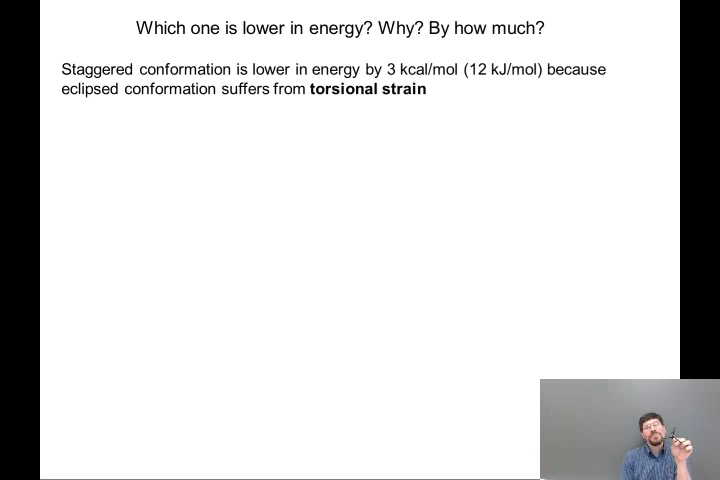 Which one is lower in energy? Why? By how much?
Staggered conformation is lower in energy by 3 kcal/mol (12 kJ/mol) because
eclipsed conformation suffers from torsional strain